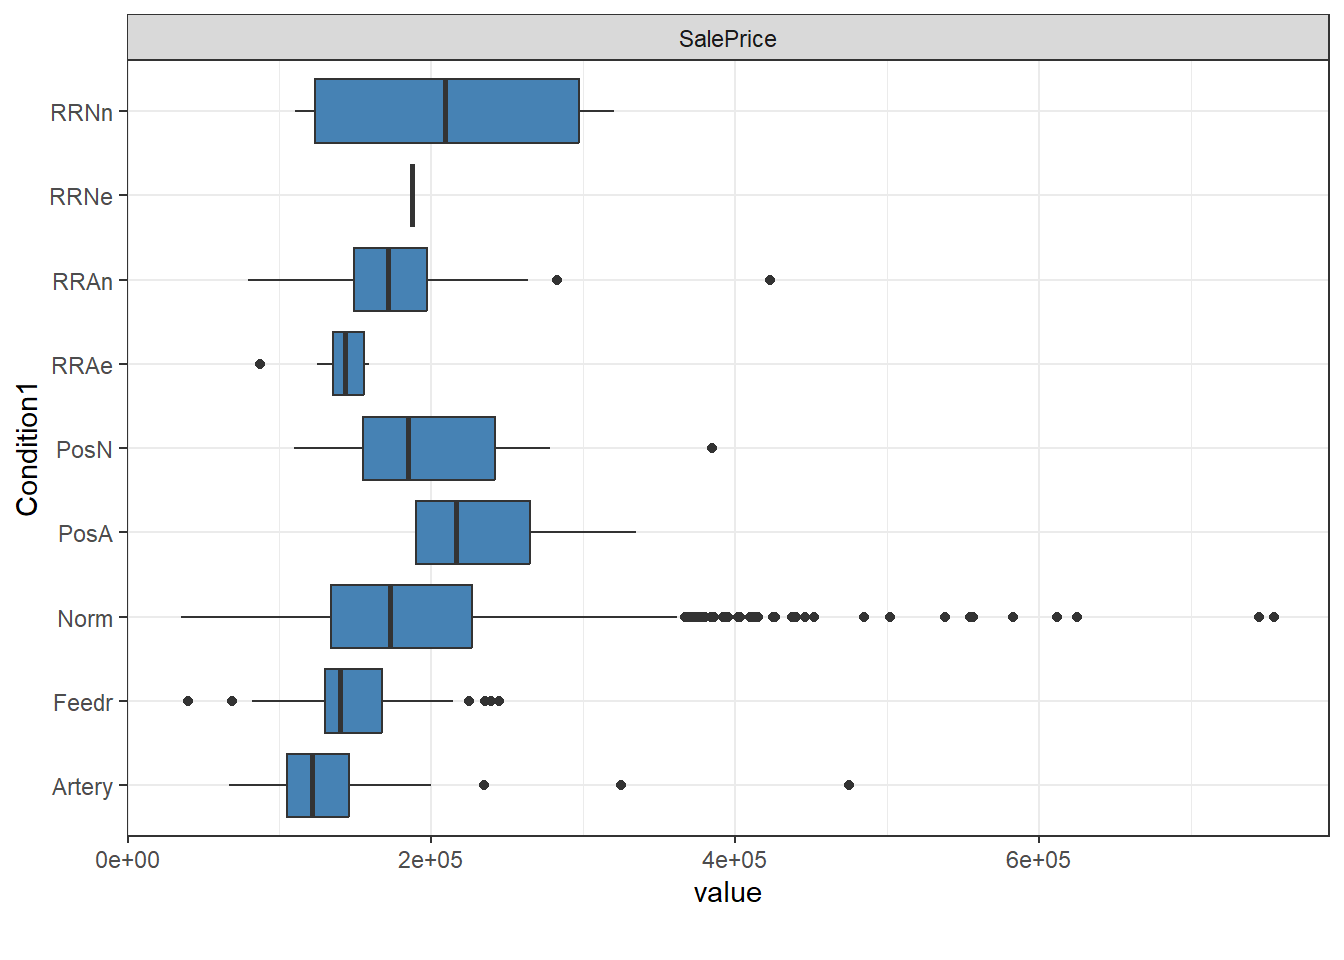 SalePrice
RRNn
RRNe
RRAn
RRAe
PosN
PosA
Norm
Feedr
Artery
Condition1
0e+00 2e+05 4e+05 6e+05
value